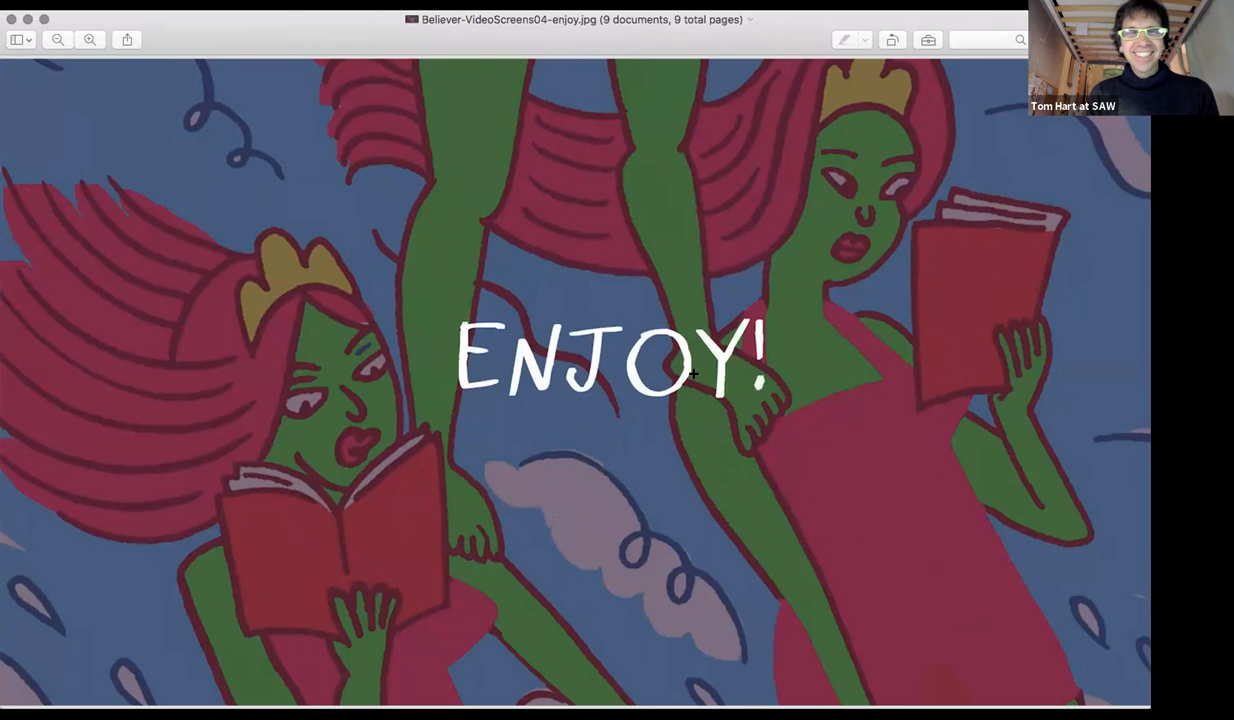 Believer-VideoScreens04-enjoy.jpg (9 documents, 9 total pages)
Tom Hart at SAW
ENJOY!